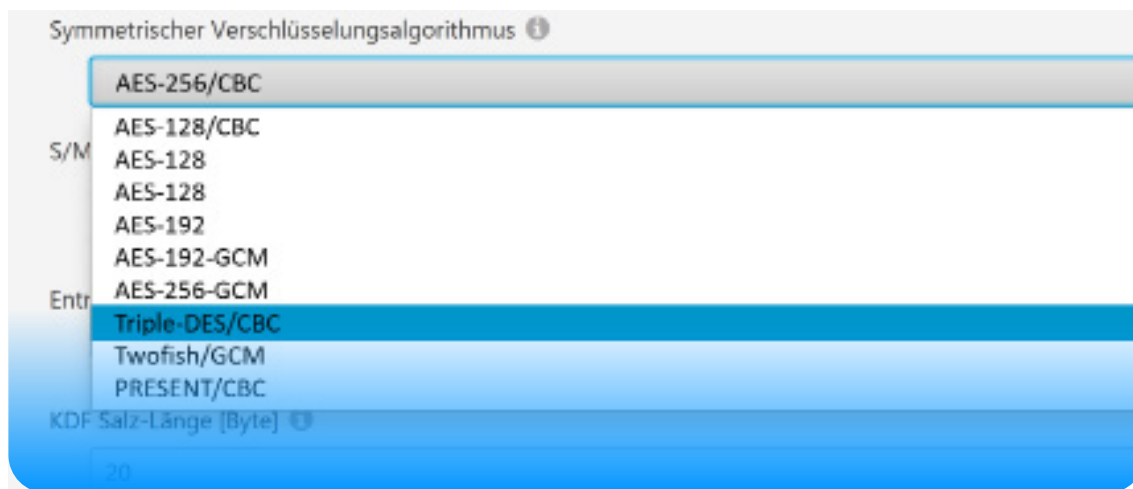 Symmetrischer Verschlüsselungsalgorithmus
AES-256/CBC
AES-128/CBC
S/M
AES-128
AES-128
AES-192
AES-192-GCM
AES-256-GCM
Entr
Triple-DES/CBC
Twofish/GCM
PRESENT/CBC
KDF Salz-Länge [Byte]
20